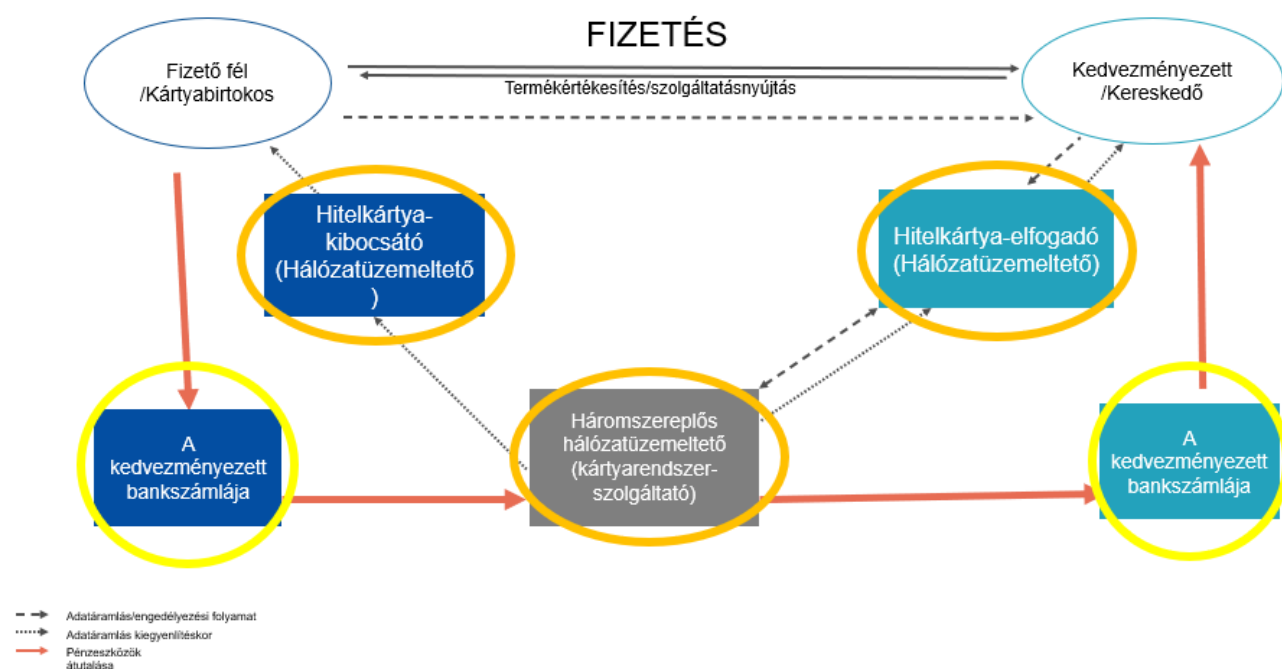 FIZETÉS
Fizető fél
/Kártyabirtokos
Termékértékesítés/szolgáltatásnyújtás
Kedvezményezett
/Kereskedő
Hitelkártya-
kibocsátó
(Hálózatüzemeltető
)
Hitelkártya-elfogadó
(Hálózatüzemeltető)
A
kedvezményezett
bankszámlája
Háromszereplős
hálózatüzemeltető
(kártyarendszer-
szolgáltató)
A
kedvezményezett
bankszámlája
Adatáramlás/engedélyezési folyamat
Adatáramlás kiegyenlítéskor
Pénzeszközök
átutalása